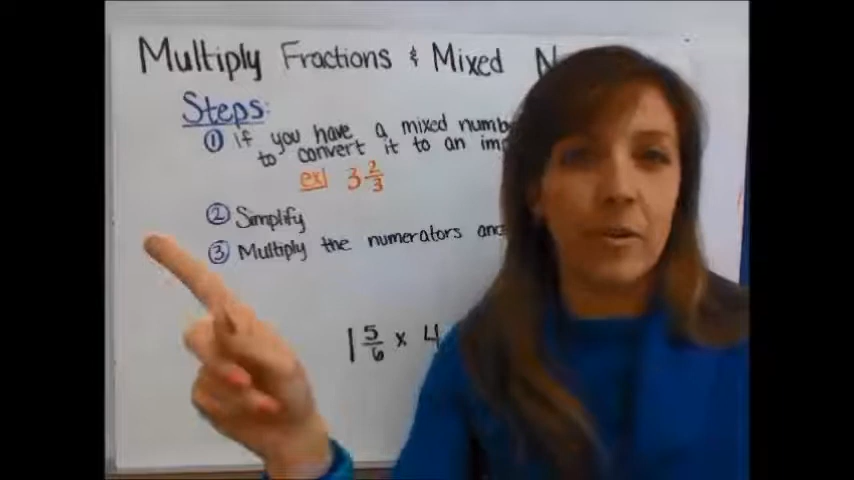 Multiply Fractions & Mixed N
Steps:
① If you have a mixed numb
to convert it to an imp
ex) 3 2/3
② Simplify
③ Multiply the numerators and
1 5/6 x 4